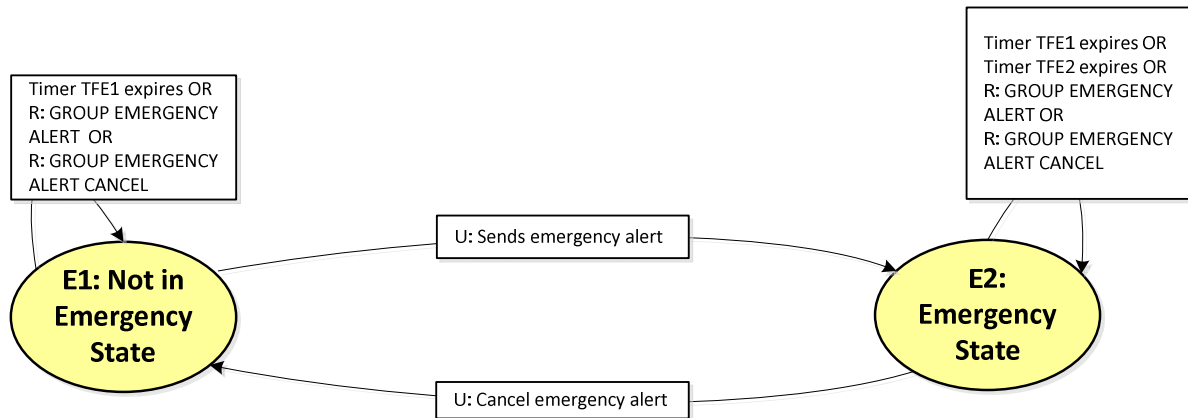 Timer TFE1 expires OR
R: GROUP EMERGENCY
ALERT OR
R: GROUP EMERGENCY
ALERT CANCEL
Timer TFE1 expires OR
Timer TFE2 expires OR
R: GROUP EMERGENCY
ALERT OR
R: GROUP EMERGENCY
ALERT CANCEL
U: Sends emergency alert
E1: Not in
Emergency
State
E2:
Emergency
State
U: Cancel emergency alert